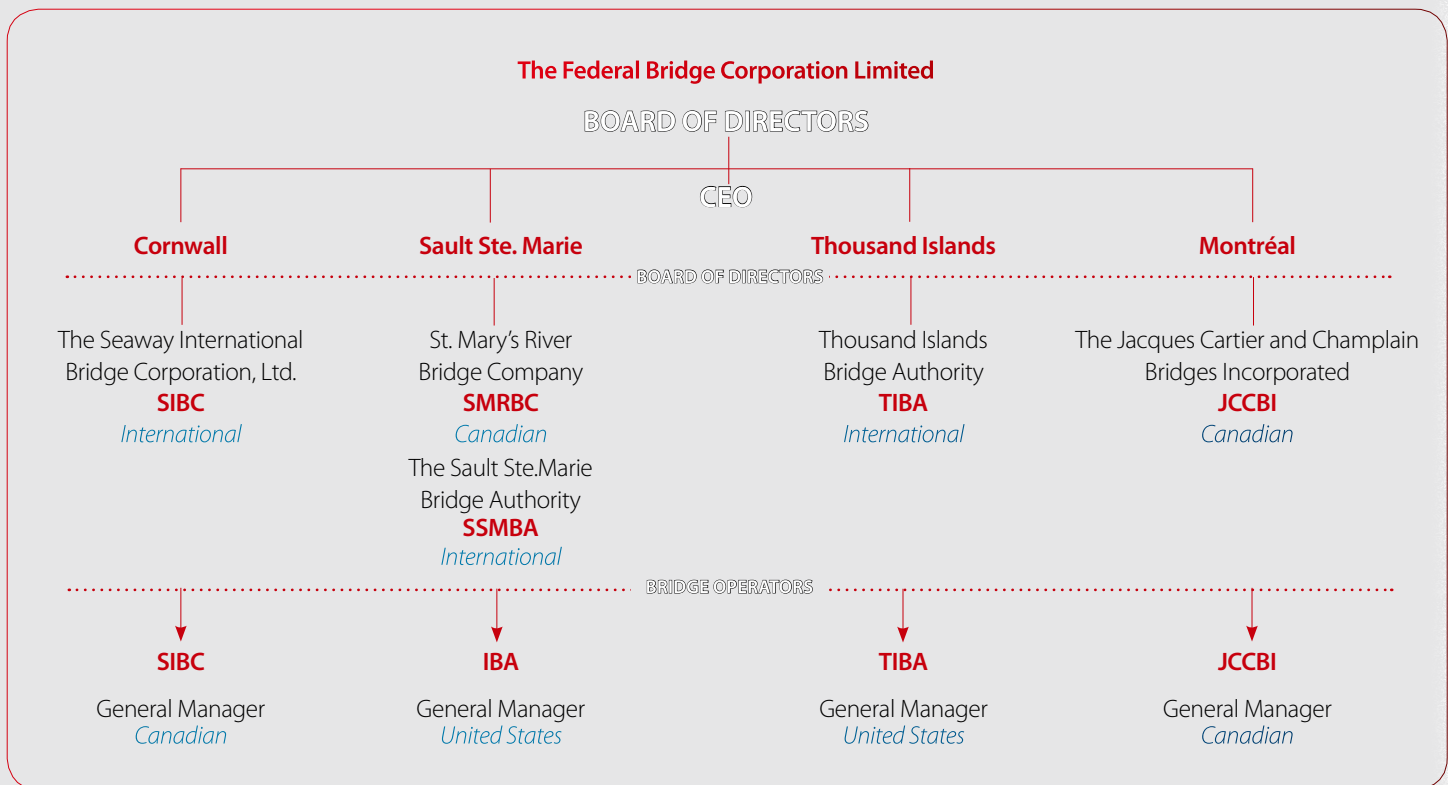 The Federal Bridge Corporation Limited
BOARD OF DIRECTORS
CEO
Cornwall
Sault Ste. Marie
Thousand Islands
Montréal
BOARD OF DIRECTORS
The Seaway International
Bridge Corporation, Ltd.
SIBC
International
St. Mary's River
Bridge Company
SMRBC
Canadian
The Sault Ste.Marie
Bridge Authority
SSMBA
International
Thousand Islands
Bridge Authority
TIBA
International
The Jacques Cartier and Champlain
Bridges Incorporated
JCCBI
Canadian
BRIDGE OPERATORS
SIBC
General Manager
Canadian
IBA
General Manager
United States
TIBA
General Manager
United States
JCCBI
General Manager
Canadian